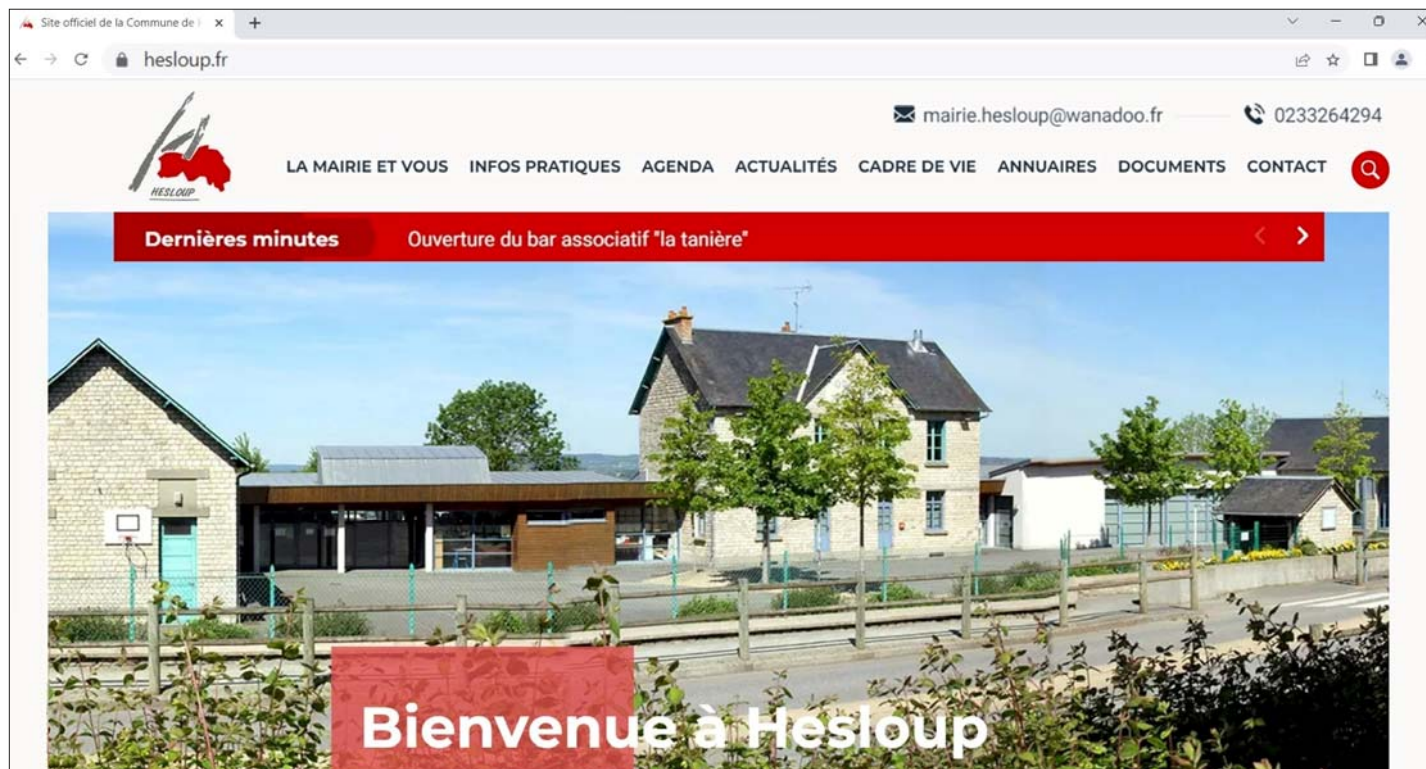 Site officiel de la Commune de
hesloup.fr
mairie.hesloup@wanadoo.fr
0233264294
HESLOUP
LA MAIRIE ET VOUS INFOS PRATIQUES AGENDA ACTUALITÉS CADRE DE VIE ANNUAIRES DOCUMENTS CONTACT
Dernières minutes Ouverture du bar associatif "la tanière"
Bienvenue à Hesloup